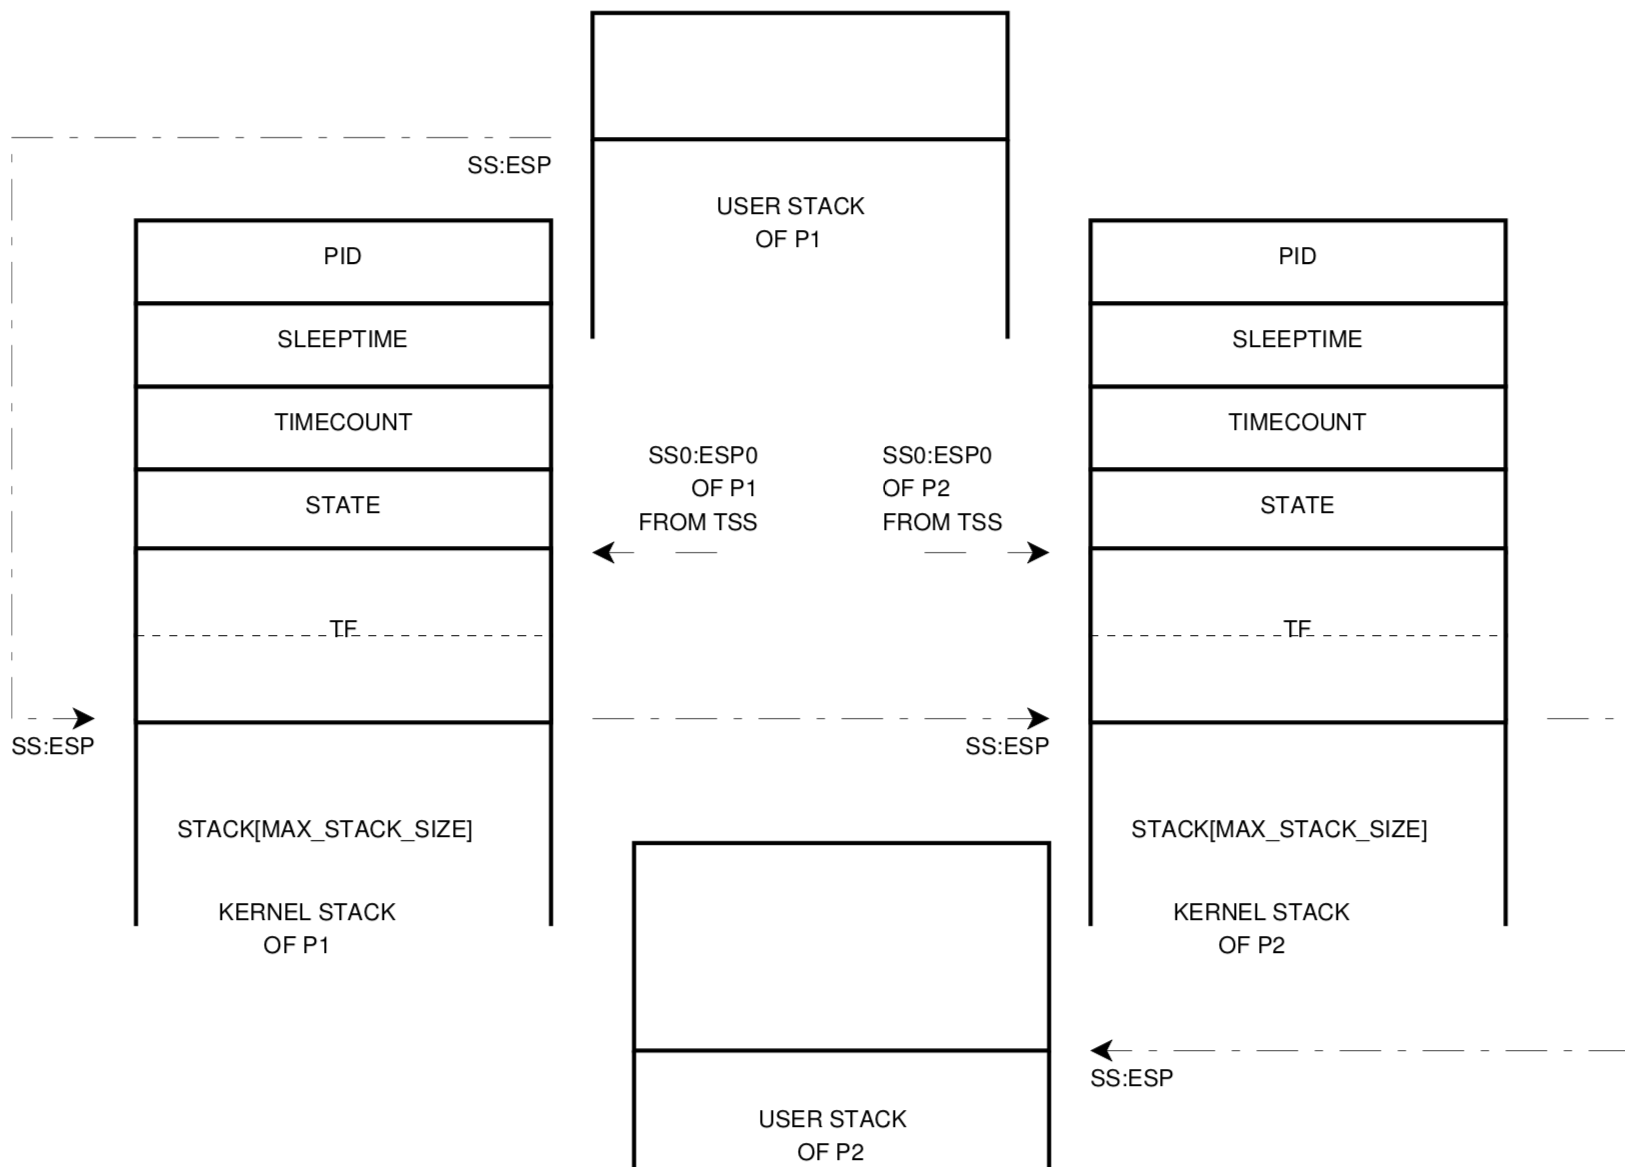 SS:ESP
USER STACK
OF P1
PID
SLEEPTIME
TIMECOUNT
STATE
TF
SS:ESP
STACK[MAX_STACK_SIZE]
KERNEL STACK
OF P1
SS0:ESP0
OF P1
FROM TSS
SS0:ESP0
OF P2
FROM TSS
SS:ESP
PID
SLEEPTIME
TIMECOUNT
STATE
TF
STACK[MAX_STACK_SIZE]
KERNEL STACK
OF P2
SS:ESP
USER STACK
OF P2